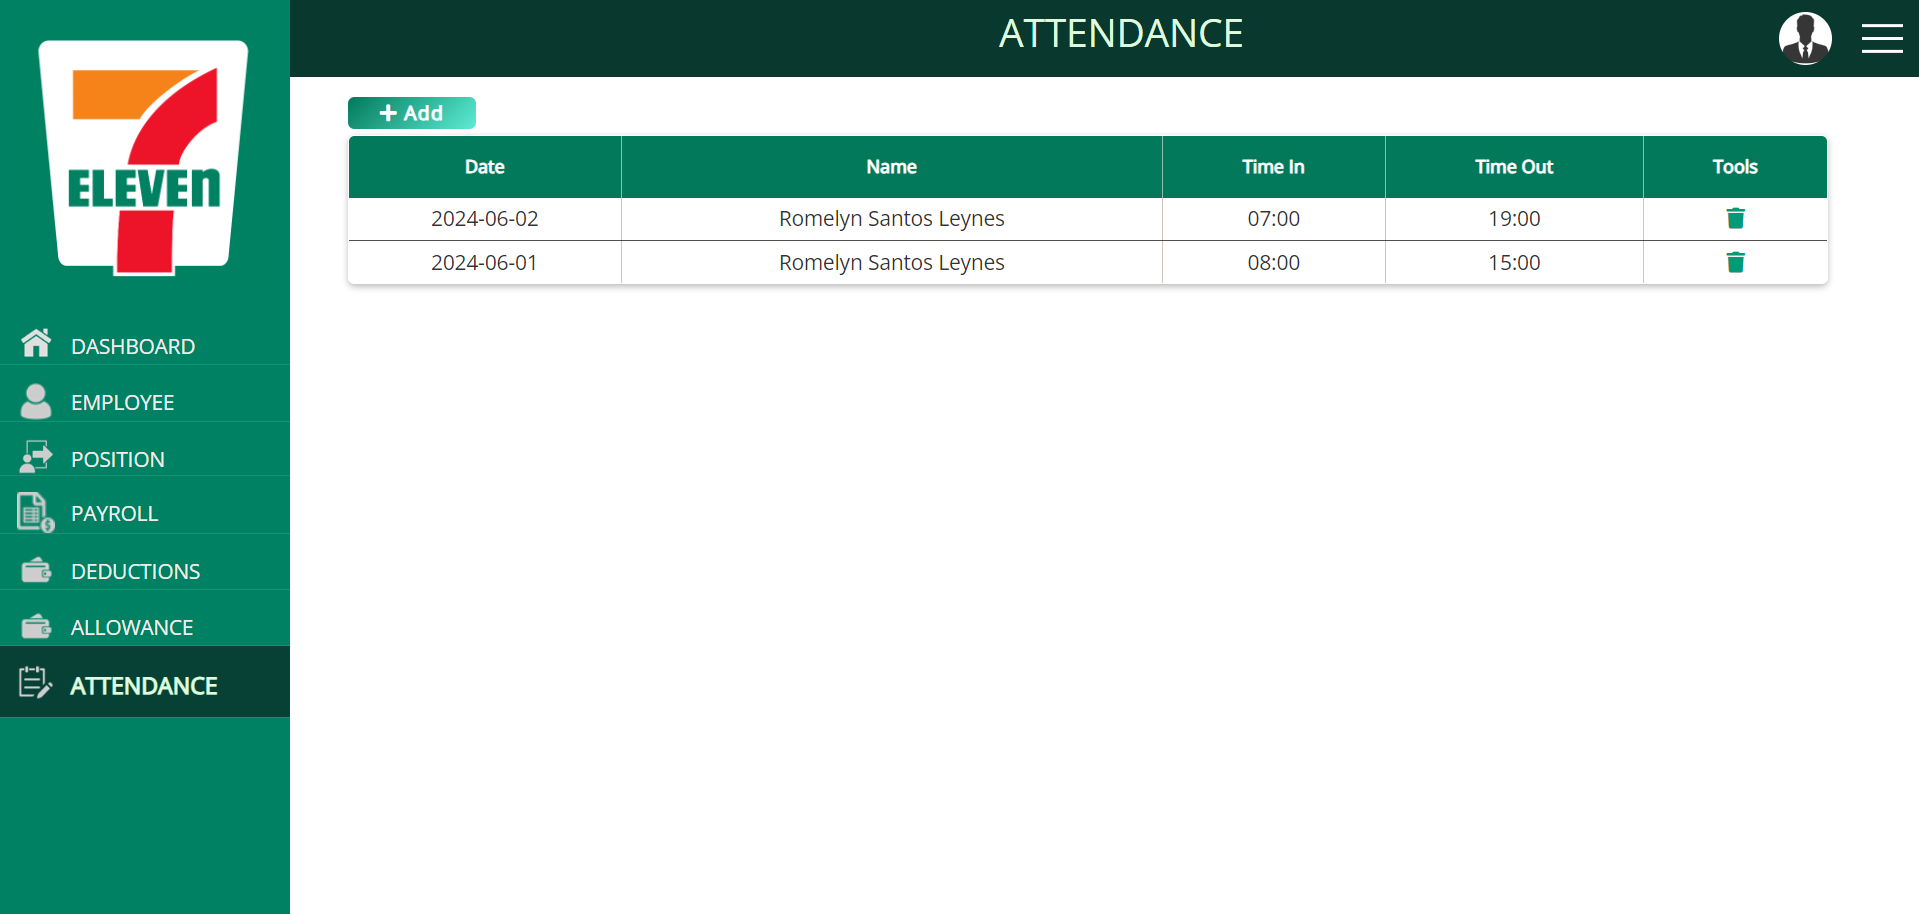 7
ELEVEn
DASHBOARD
EMPLOYEE
POSITION
PAYROLL
DEDUCTIONS
ALLOWANCE
ATTENDANCE
ATTENDANCE
+ Add
Date Name Time In Time Out Tools
2024-06-02 Romelyn Santos Leynes 07:00 19:00
2024-06-01 Romelyn Santos Leynes 08:00 15:00